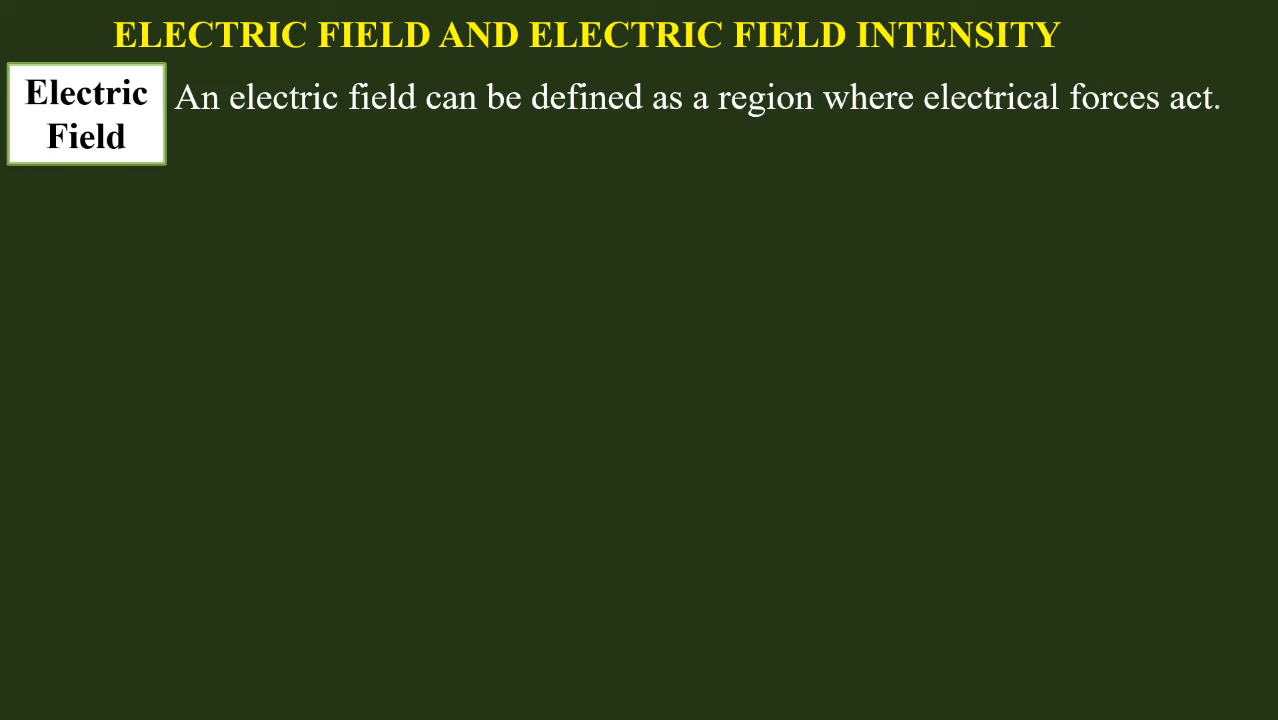 ELECTRIC FIELD AND ELECTRIC FIELD INTENSITY
Electric
Field
An electric field can be defined as a region where electrical forces act.